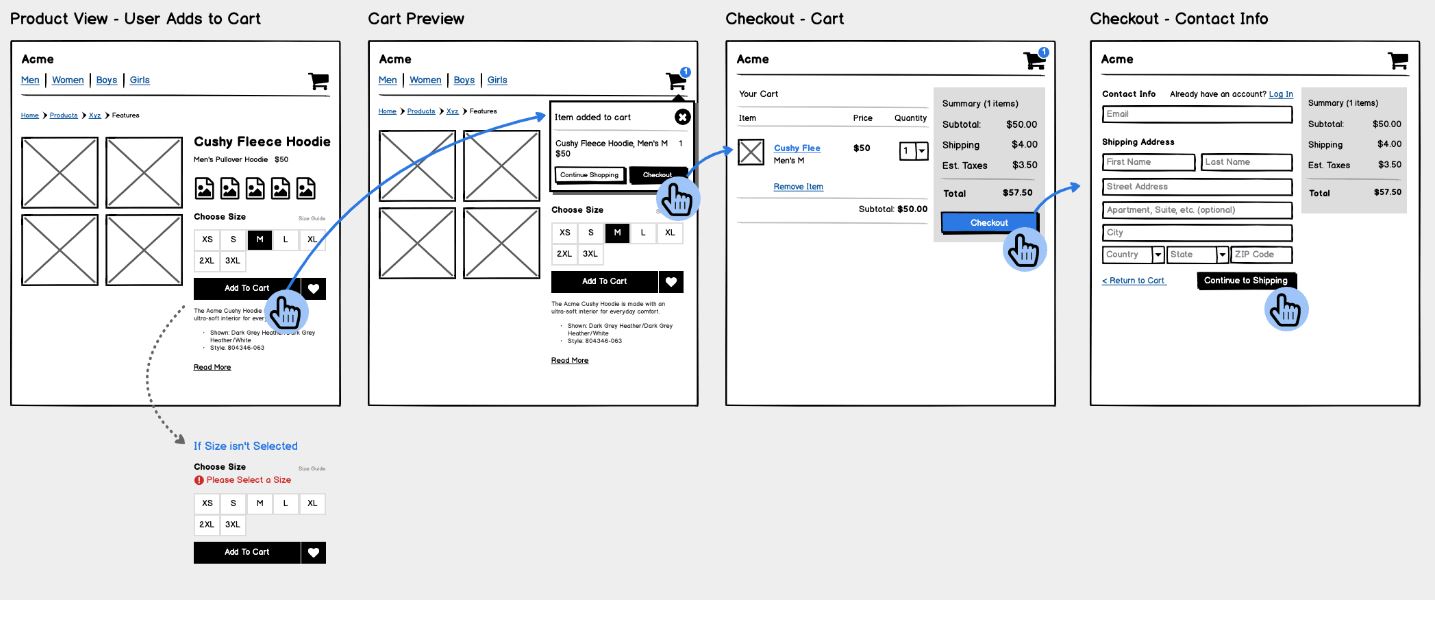 Product View - User Adds to Cart
Acme
Men Women Boys Girls
Home Products Xyz Features
Cushy Fleece Hoodie
Men's Pullover Hoodie $50
Choose Size Size Guide
XS S M L XL
2XL 3XL
Add To Cart
The Acme Cushy Hoodie
ultra-soft interior for
Shown: Dark Grey Heather/Dark Grey
Heather/White
Style: 804346-063
Read More
If Size isn't Selected
Choose Size Size Guide
Please Select a Size
XS S M L XL
2XL 3XL
Add To Cart
Cart Preview
Acme
1
Men Women Boys Girls
Home Products Xyz Features
Item added to cart
Cushy Fleece Hoodie, Men's M 1
$50
Continue Shopping Checkout
Choose Size
XS S M L XL
2XL 3XL
Add To Cart
The Acme Cushy Hoodie is made with an
ultra-soft interior for everyday comfort.
Shown: Dark Grey Heather/Dark Grey
Heather/White
Style: 804346-063
Read More
Checkout - Cart
Acme
1
Your Cart
Item Price Quantity
Cushy Flee $50 1
Men's M
Remove Item
Subtotal: $50.00
Summary (1 items)
Subtotal: $50.00
Shipping $4.00
Est. Taxes $3.50
Total $57.50
Checkout
Checkout - Contact Info
Acme
Contact Info Already have an account? Log In
Email
Shipping Address
First Name Last Name
Street Address
Apartment, Suite, etc. (optional)
City
Country State ZIP Code
< Return to Cart Continue to Shipping
Summary (1 items)
Subtotal: $50.00
Shipping $4.00
Est. Taxes $3.50
Total $57.50